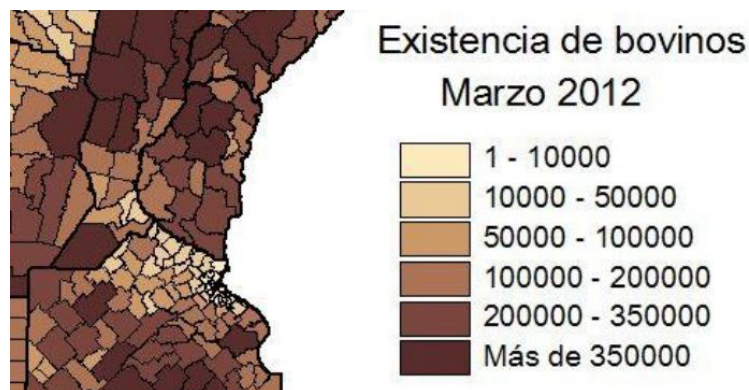 Existencia de bovinos
Marzo 2012
1 - 10000
10000 - 50000
50000 - 100000
100000 - 200000
200000 - 350000
Más de 350000